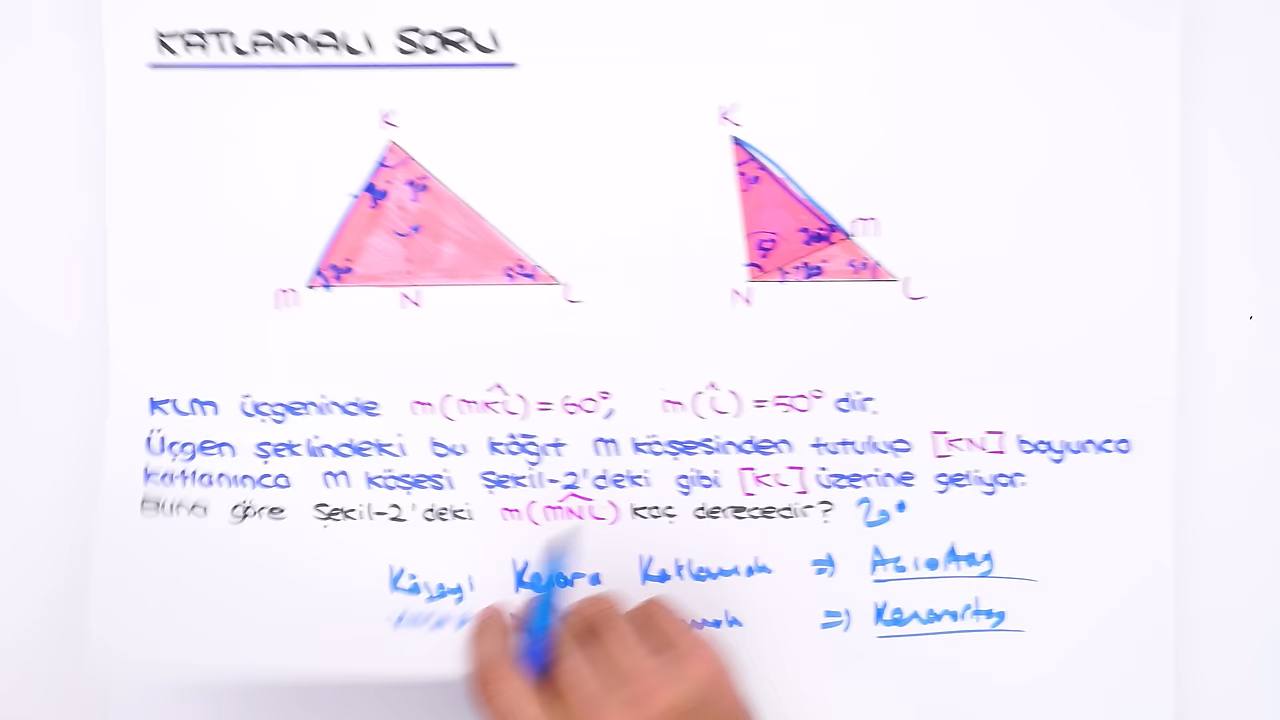 KATLAMALI SORU
K
K
M
M N L
N L
KLM üçgeninde m(MKL) = 60°, m(L) = 50° dir.
Üçgen şeklindeki bu kâğıt M köşesinden tutulup [KN] boyunca
katlanınca M köşesi Şekil-2'deki gibi [KL] üzerine geliyor.
Buna göre Şekil-2'deki m(MNL) kaç derecedir? 20°
Köşeyi Kenara Katlamak ⇒ Açıortay
⇒ Kenarortay